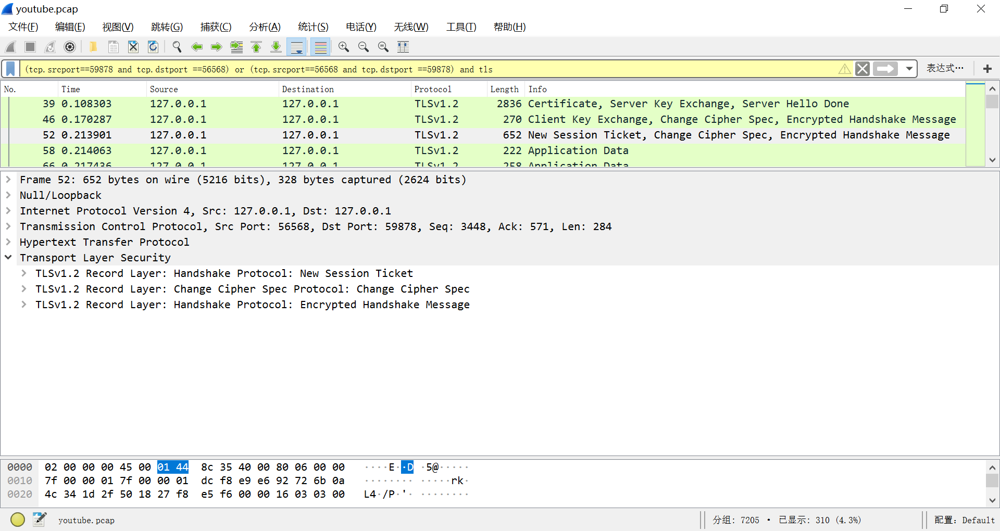 youtube.pcap
文件(F) 编辑(E) 视图(V) 跳转(G) 捕获(C) 分析(A) 统计(S) 电话(Y) 无线(W) 工具(T) 帮助(H)
(tcp.srcport==59878 and tcp.dstport ==56568) or (tcp.srcport==56568 and tcp.dstport ==59878) and tls 表达式…
No. Time Source Destination Protocol Length Info
39 0.108303 127.0.0.1 127.0.0.1 TLSv1.2 2836 Certificate, Server Key Exchange, Server Hello Done
46 0.170287 127.0.0.1 127.0.0.1 TLSv1.2 270 Client Key Exchange, Change Cipher Spec, Encrypted Handshake Message
52 0.213901 127.0.0.1 127.0.0.1 TLSv1.2 652 New Session Ticket, Change Cipher Spec, Encrypted Handshake Message
58 0.214063 127.0.0.1 127.0.0.1 TLSv1.2 222 Application Data
66 0.217436 127.0.0.1 127.0.0.1 TLSv1.2 258 Application Data
Frame 52: 652 bytes on wire (5216 bits), 328 bytes captured (2624 bits)
Null/Loopback
Internet Protocol Version 4, Src: 127.0.0.1, Dst: 127.0.0.1
Transmission Control Protocol, Src Port: 56568, Dst Port: 59878, Seq: 3448, Ack: 571, Len: 284
Hypertext Transfer Protocol
Transport Layer Security
TLSv1.2 Record Layer: Handshake Protocol: New Session Ticket
TLSv1.2 Record Layer: Change Cipher Spec Protocol: Change Cipher Spec
TLSv1.2 Record Layer: Handshake Protocol: Encrypted Handshake Message
0000 02 00 00 00 45 00 01 44 8c 35 40 00 80 06 00 00 ····E··D ·5@·····
0010 7f 00 00 01 7f 00 00 01 dc f8 e9 e6 92 72 6b 0a ········ ·····rk·
0020 4c 34 1d 2f 50 18 27 f8 e5 f6 00 00 16 03 03 00 L4·/P·'· ········
youtube.pcap 分组: 7205 · 已显示: 310 (4.3%) 配置: Default